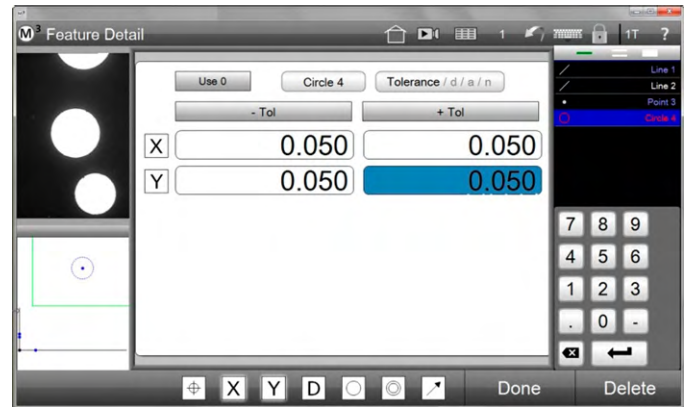 M³ Feature Detail 1 1T ?
Use 0 Circle 4 Tolerance / d / a / n
- Tol + Tol
X 0.050 0.050
Y 0.050 0.050
Line 1
Line 2
Point 3
Circle 4
7 8 9
4 5 6
1 2 3
. 0 -
X Y D Done Delete